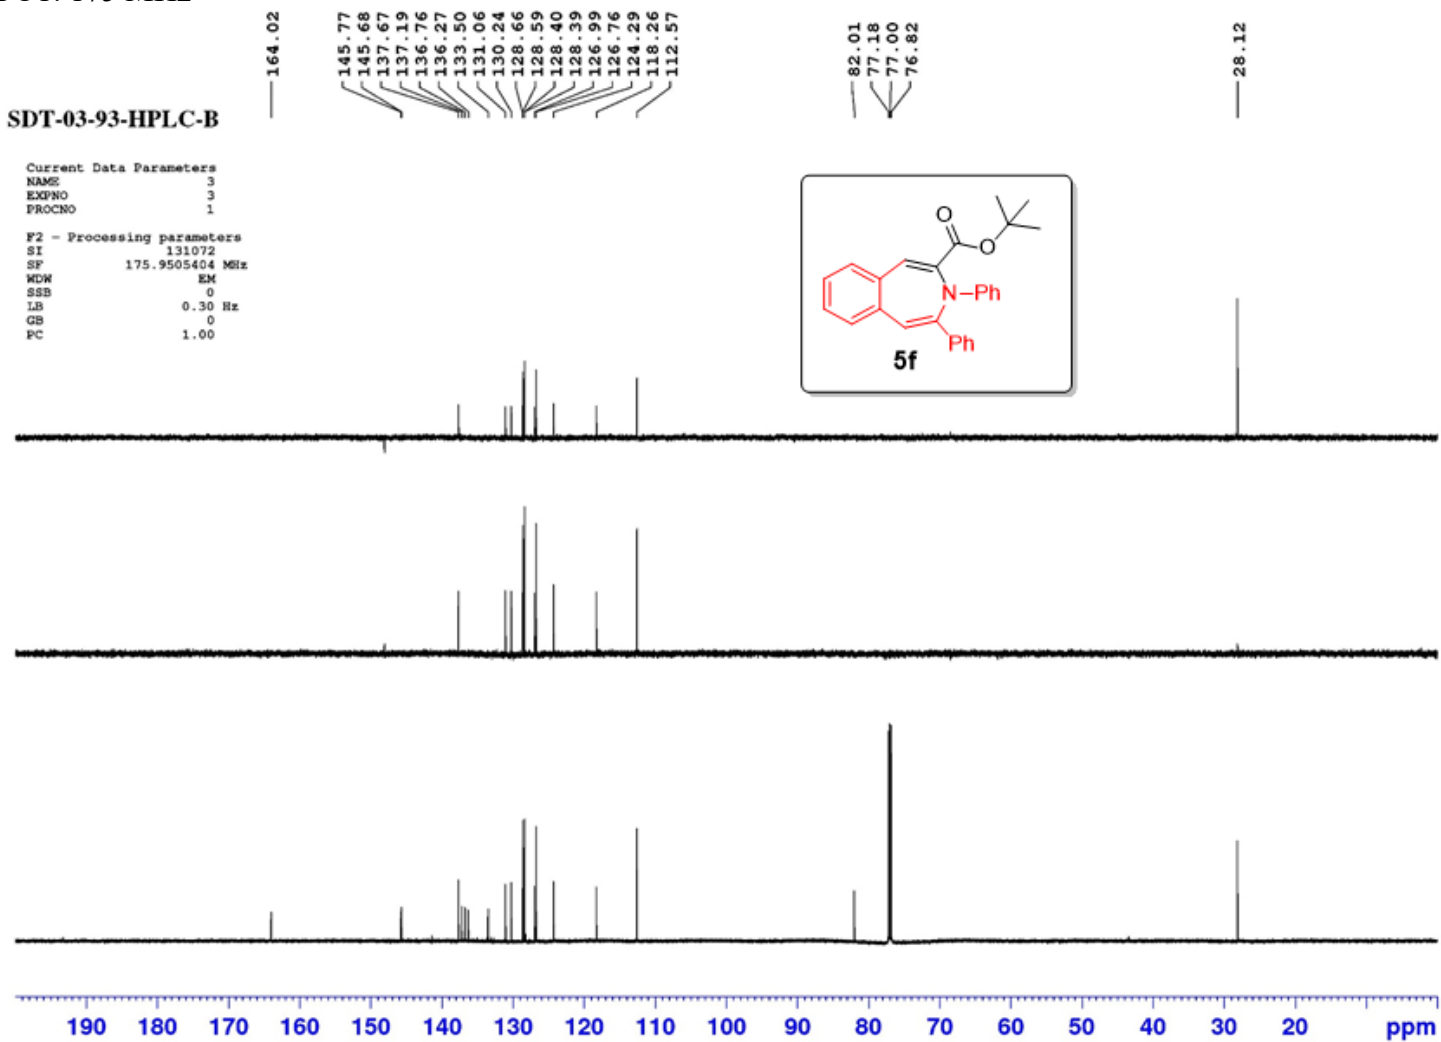 164.02
145.77
145.68
137.67
137.19
136.76
136.27
133.50
131.06
130.24
128.66
128.59
128.40
128.39
126.99
126.76
124.29
118.26
112.57
82.01
77.18
77.00
76.82
28.12
SDT-03-93-HPLC-B
Current Data Parameters
NAME 3
EXPNO 3
PROCNO 1
F2 - Processing parameters
SI 131072
SF 175.9505404 MHz
WDW EM
SSB 0
LB 0.30 Hz
GB 0
PC 1.00
O
O
N Ph
Ph
5f
190 180 170 160 150 140 130 120 110 100 90 80 70 60 50 40 30 20 ppm